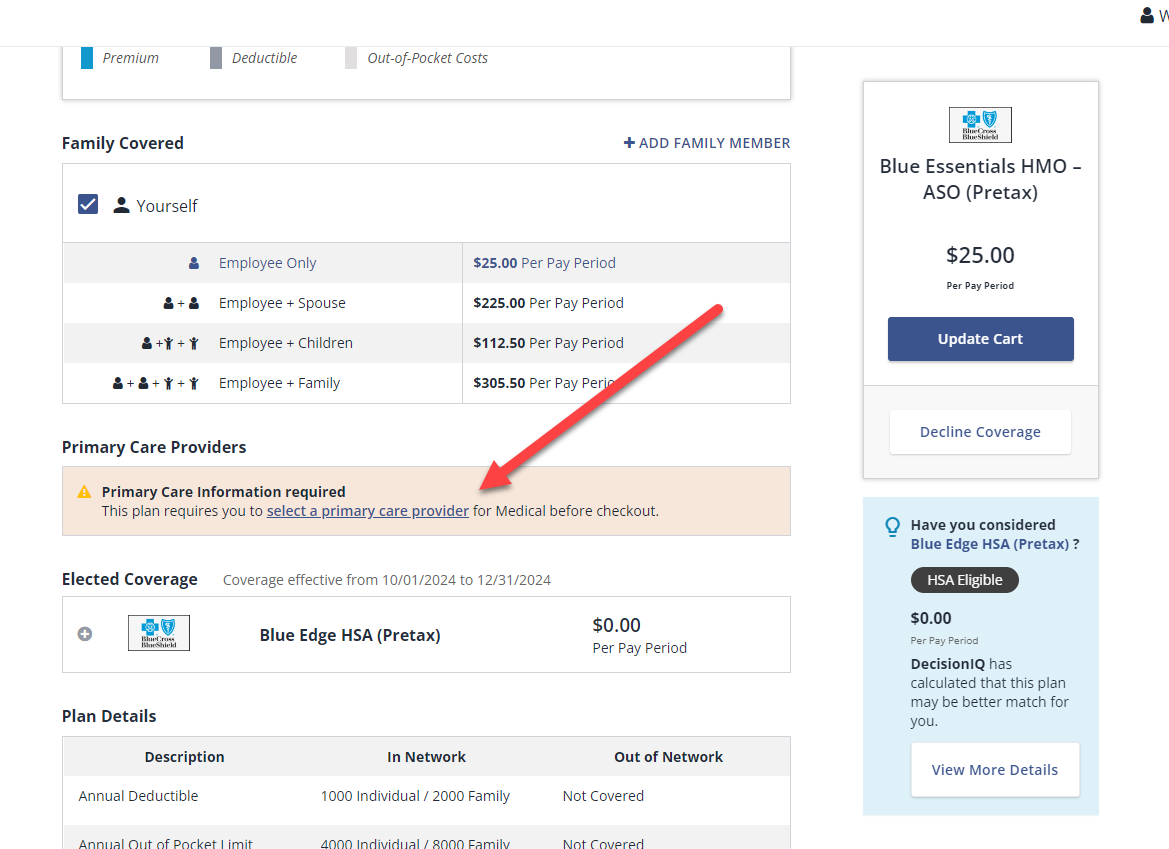 W
Premium Deductible Out-of-Pocket Costs
Family Covered + ADD FAMILY MEMBER
Yourself
Employee Only $25.00 Per Pay Period
+ Employee + Spouse $225.00 Per Pay Period
+ + Employee + Children $112.50 Per Pay Period
+ + + Employee + Family $305.50 Per Pay Period
Primary Care Providers
Primary Care Information required
This plan requires you to select a primary care provider for Medical before checkout.
Elected Coverage Coverage effective from 10/01/2024 to 12/31/2024
BlueCross
BlueShield
Blue Edge HSA (Pretax)
$0.00
Per Pay Period
Plan Details
Description In Network Out of Network
Annual Deductible 1000 Individual / 2000 Family Not Covered
Annual Out of Pocket Limit 4000 Individual / 8000 Family Not Covered
BlueCross
BlueShield
Blue Essentials HMO –
ASO (Pretax)
$25.00
Per Pay Period
Update Cart
Decline Coverage
Have you considered
Blue Edge HSA (Pretax) ?
HSA Eligible
$0.00
Per Pay Period
DecisionIQ has
calculated that this plan
may be better match for
you.
View More Details